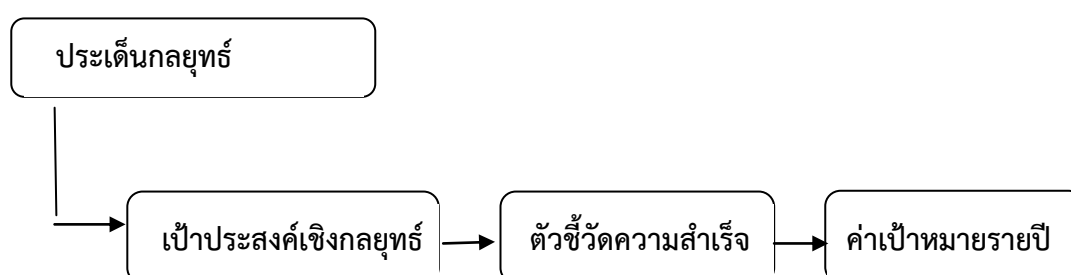 ประเด็นกลยุทธ์
เป้าประสงค์เชิงกลยุทธ์
ตัวชี้วัดความสำเร็จ
ค่าเป้าหมายรายปี